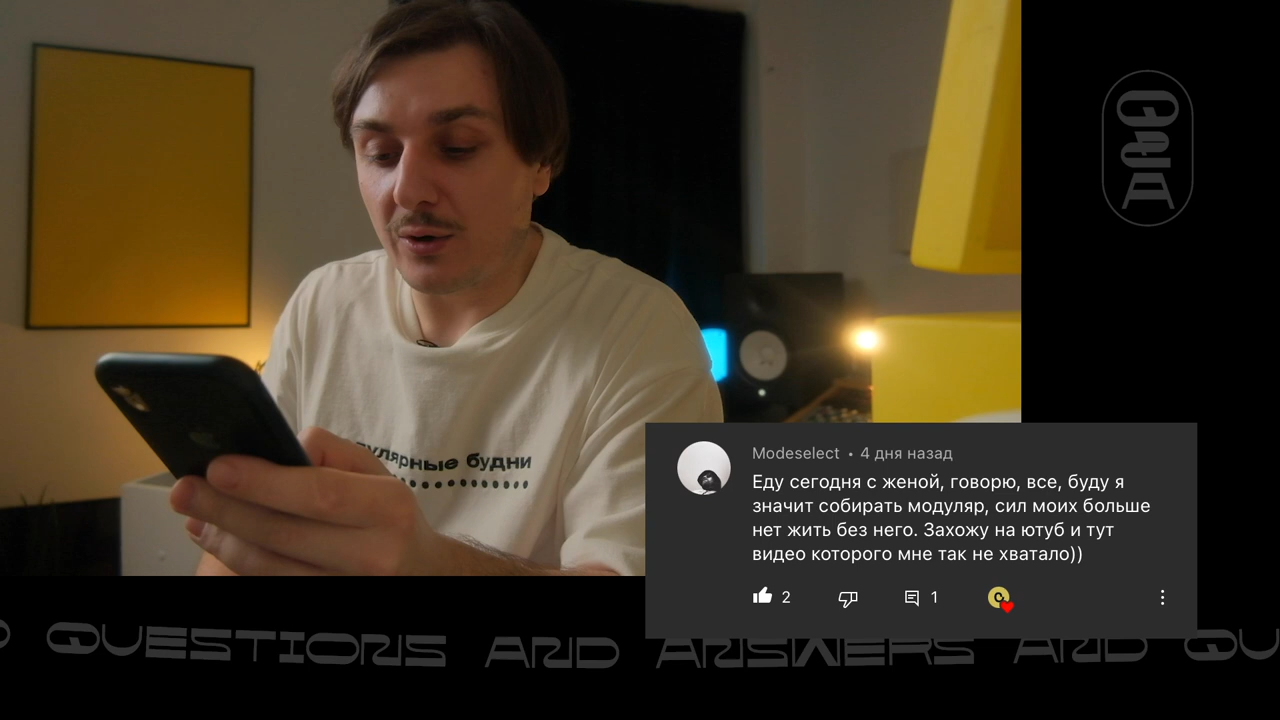 Q&A
будни
Modeselect • 4 дня назад
Еду сегодня с женой, говорю, все, буду я
значит собирать модуляр, сил моих больше
нет жить без него. Захожу на ютуб и тут
видео которого мне так не хватало))
2
1
QUESTIONS AND ANSWERS AND QU